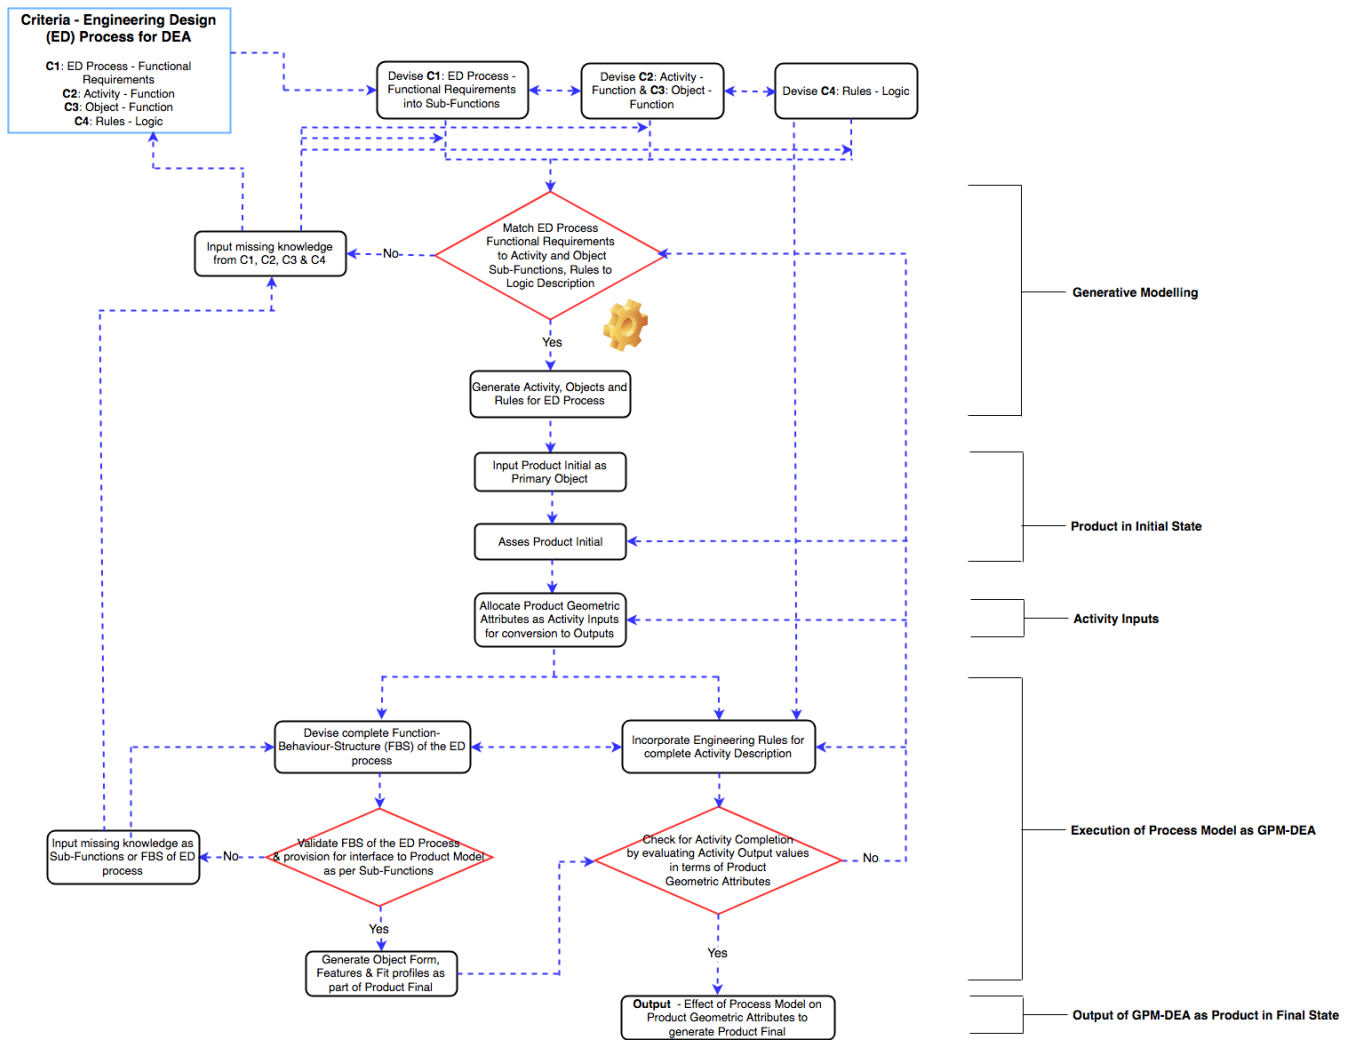 Criteria - Engineering Design
(ED) Process for DEA
C1: ED Process - Functional
Requirements
C2: Activity - Function
C3: Object - Function
C4: Rules - Logic
Devise C1: ED Process -
Functional Requirements
into Sub-Functions
Devise C2: Activity -
Function & C3: Object -
Function
Devise C4: Rules - Logic
Input missing knowledge
from C1, C2, C3 & C4
No
Match ED Process
Functional Requirements
to Activity and Object
Sub-Functions, Rules to
Logic Description
Generative Modelling
Yes
Generate Activity, Objects and
Rules for ED Process
Input Product Initial as
Primary Object
Product in Initial State
Asses Product Initial
Allocate Product Geometric
Attributes as Activity Inputs
for conversion to Outputs
Activity Inputs
Devise complete Function-
Behaviour-Structure (FBS) of the ED
process
Incorporate Engineering Rules for
complete Activity Description
Execution of Process Model as GPM-DEA
Input missing knowledge as
Sub-Functions or FBS of ED
process
No
Validate FBS of the ED Process
& provision for interface to Product Model
as per Sub-Functions
Check for Activity Completion
by evaluating Activity Output values
in terms of Product
Geometric Attributes
No
Yes
Generate Object Form,
Features & Fit profiles as
part of Product Final
Yes
Output - Effect of Process Model on
Product Geometric Attributes to
generate Product Final
Output of GPM-DEA as Product in Final State